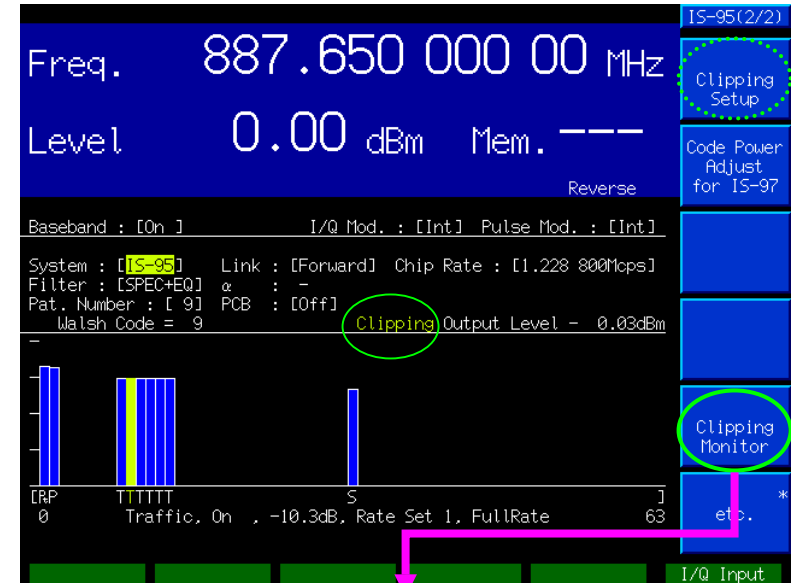 IS-95(2/2)
Freq. 887.650 000 00 MHz
Level 0.00 dBm Mem. ---
Reverse
Clipping
Setup
Code Power
Adjust
for IS-97
Baseband : [On ] I/Q Mod. : [Int] Pulse Mod. : [Int]
System : [IS-95] Link : [Forward] Chip Rate : [1.228 800Mcps]
Filter : [SPEC+EQ] α : -
Pat. Number : [ 9] PCB : [Off]
Walsh Code = 9 Clipping Output Level - 0.03dBm
Clipping
Monitor
TTTTTT S ]
0 Traffic, On , -10.3dB, Rate Set 1, FullRate 63
*
etc.
I/Q Input